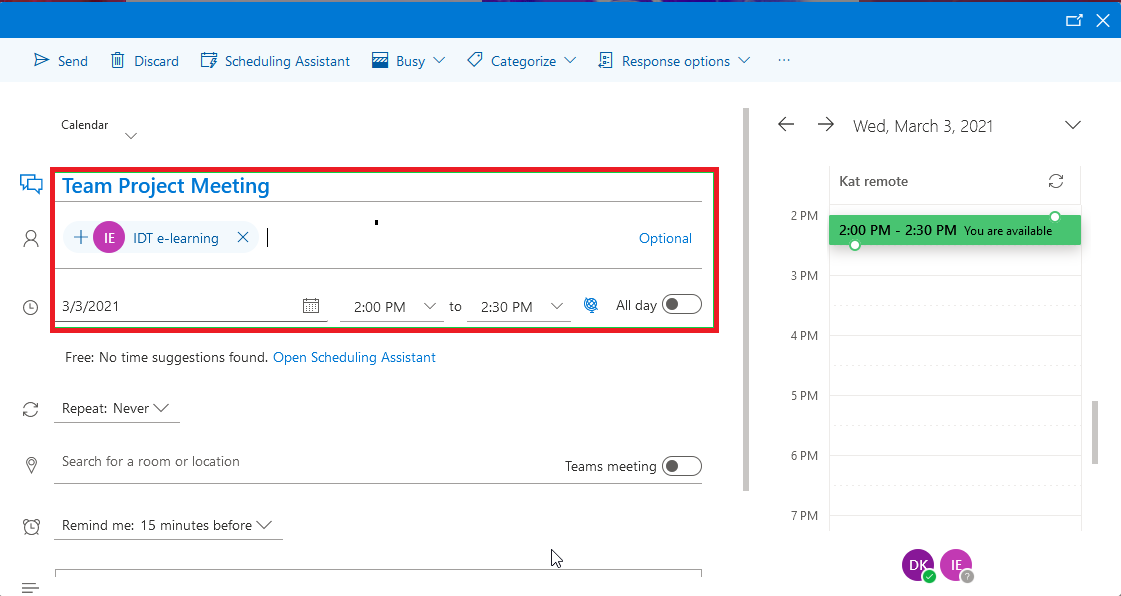 Send Discard Scheduling Assistant Busy Categorize Response options ...
Calendar
Team Project Meeting
IE IDT e-learning
Optional
3/3/2021 2:00 PM to 2:30 PM All day
Free: No time suggestions found. Open Scheduling Assistant
Repeat: Never
Search for a room or location Teams meeting
Remind me: 15 minutes before
Wed, March 3, 2021
Kat remote
2 PM
2:00 PM - 2:30 PM You are available
3 PM
4 PM
5 PM
6 PM
7 PM
DK IE